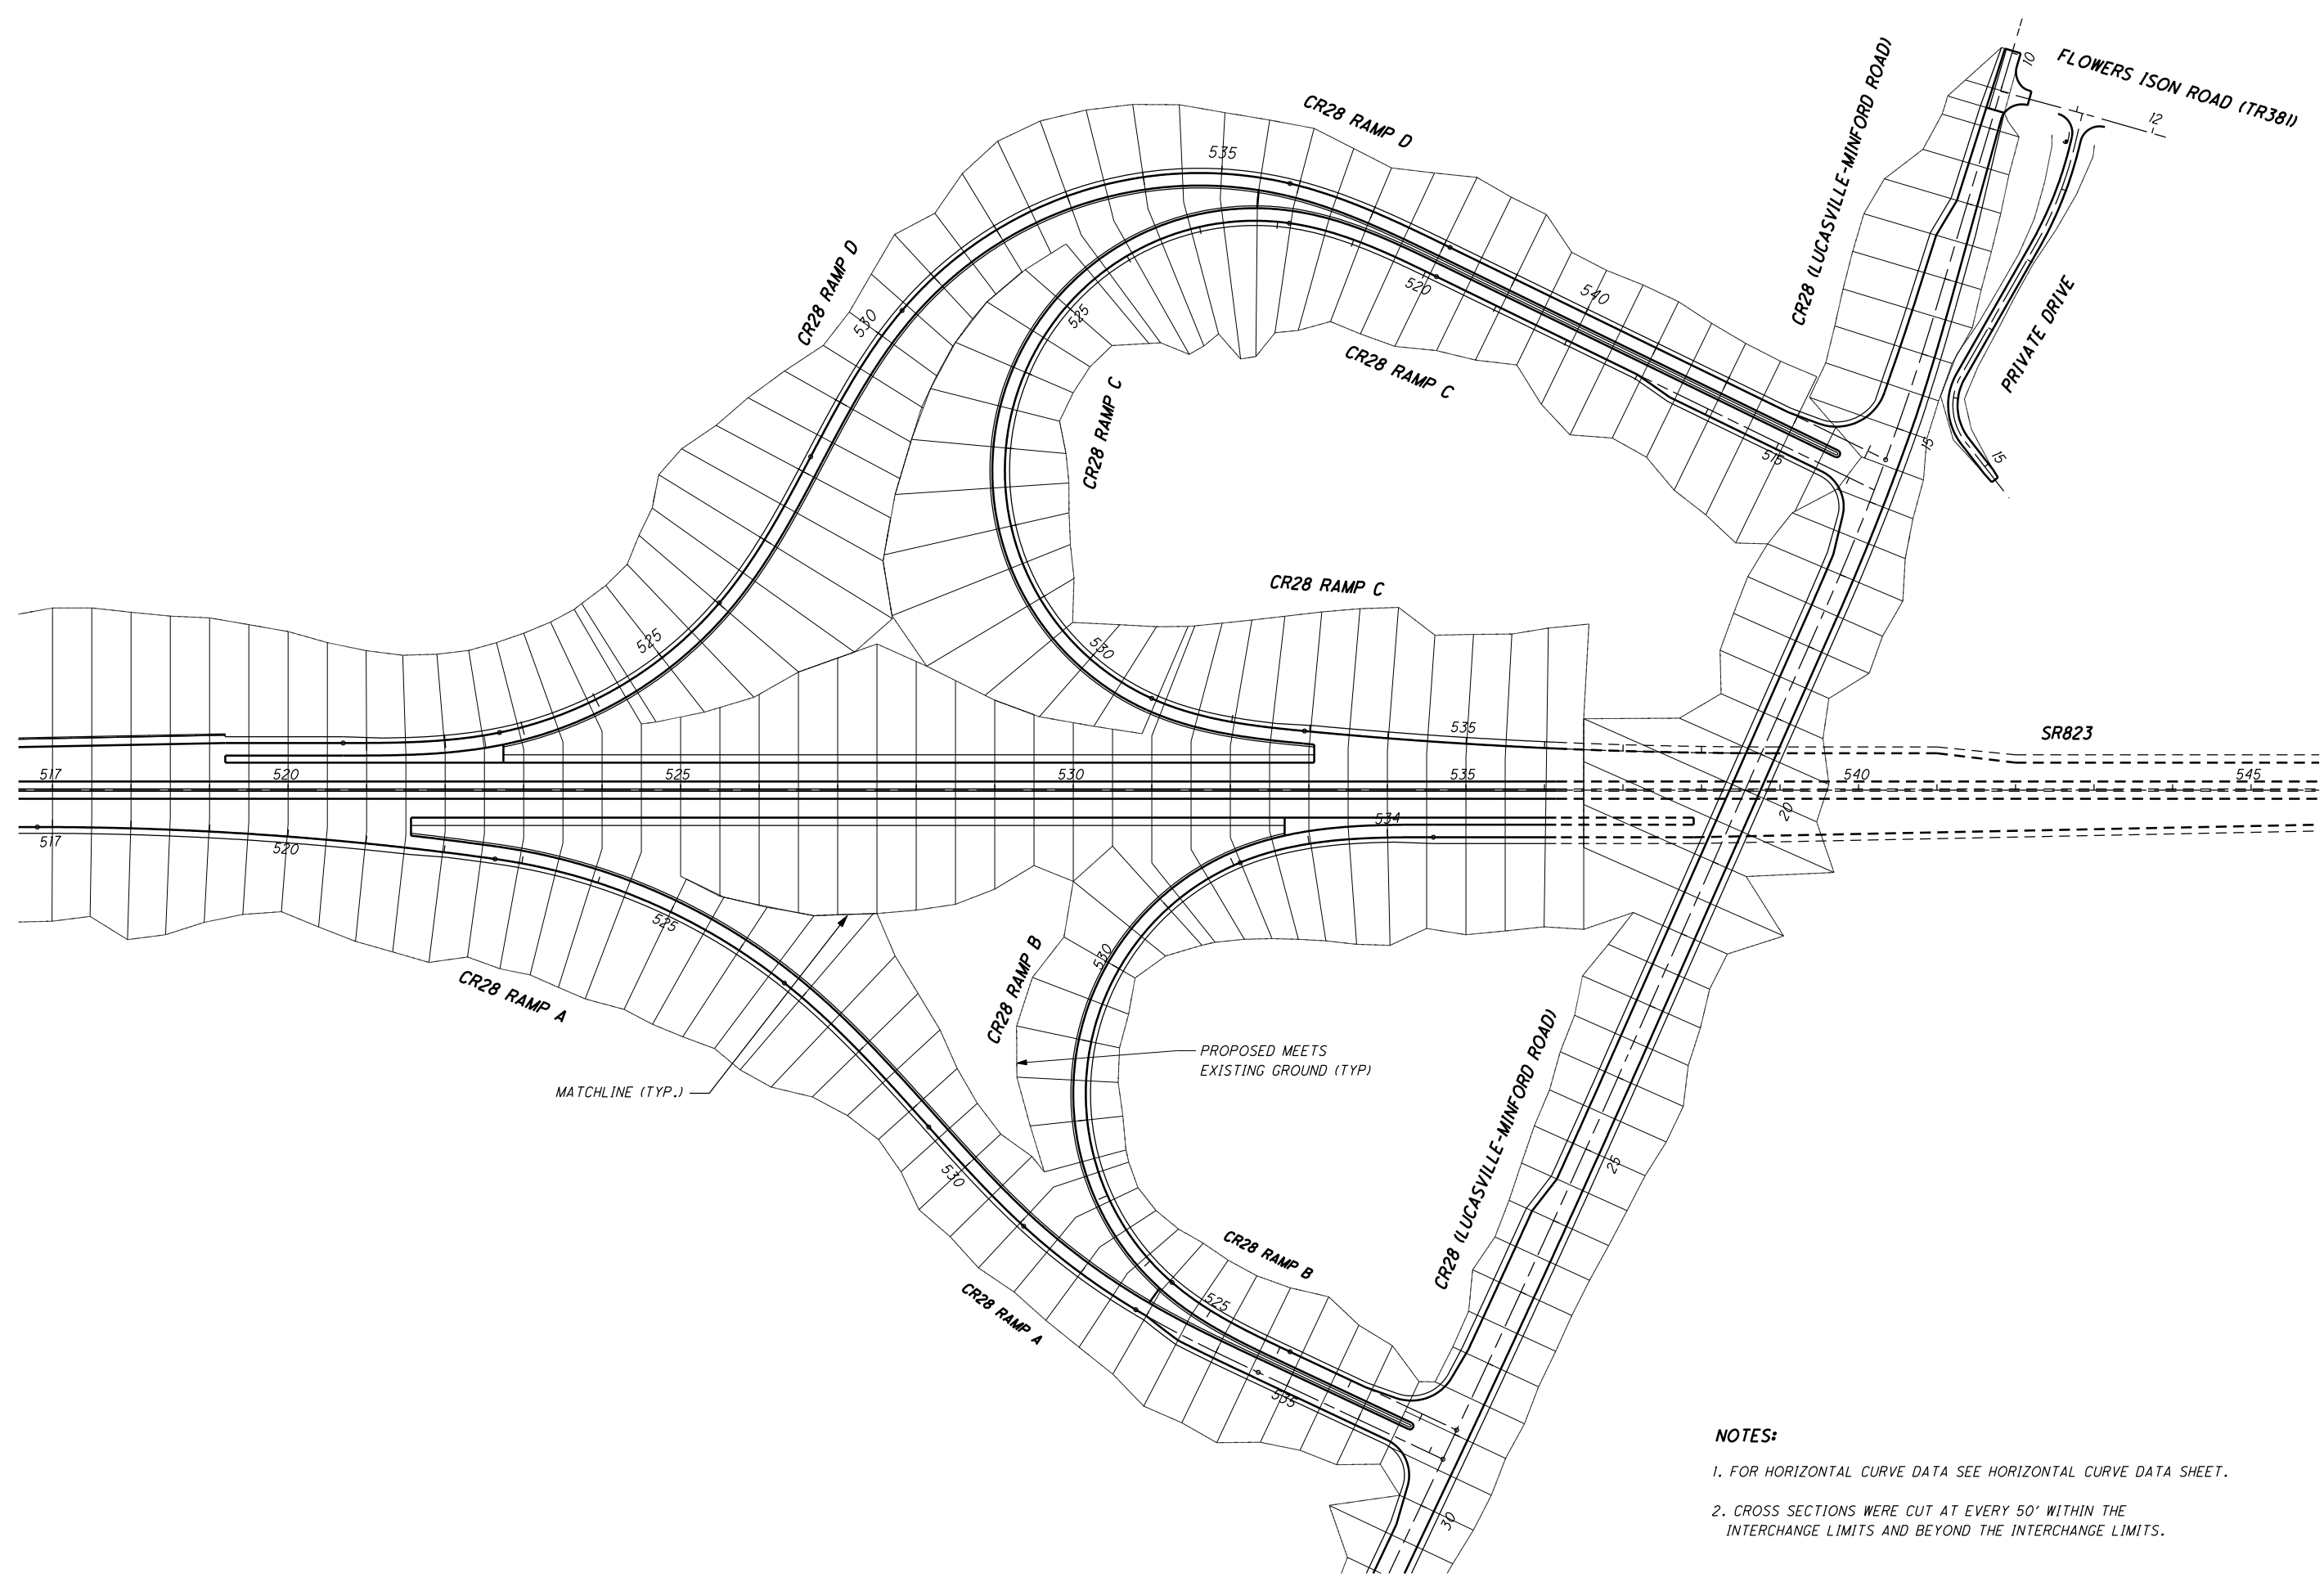 10
FLOWERS ISON ROAD (TR381)
12
CR28 (LUCASVILLE-MINFORD ROAD)
CR28 RAMP D
535
CR28 RAMP D
530
525
520
540
CR28 RAMP C
CR28 RAMP C
PRIVATE DRIVE
515
15
15
CR28 RAMP C
525
530
535
SR823
517
520
525
530
535
540
545
20
534
517
520
525
530
CR28 RAMP A
CR28 RAMP B
MATCHLINE (TYP.)
PROPOSED MEETS
EXISTING GROUND (TYP)
CR28 (LUCASVILLE-MINFORD ROAD)
25
530
CR28 RAMP B
525
CR28 RAMP A
535
30
NOTES:
1. FOR HORIZONTAL CURVE DATA SEE HORIZONTAL CURVE DATA SHEET.
2. CROSS SECTIONS WERE CUT AT EVERY 50' WITHIN THE
INTERCHANGE LIMITS AND BEYOND THE INTERCHANGE LIMITS.